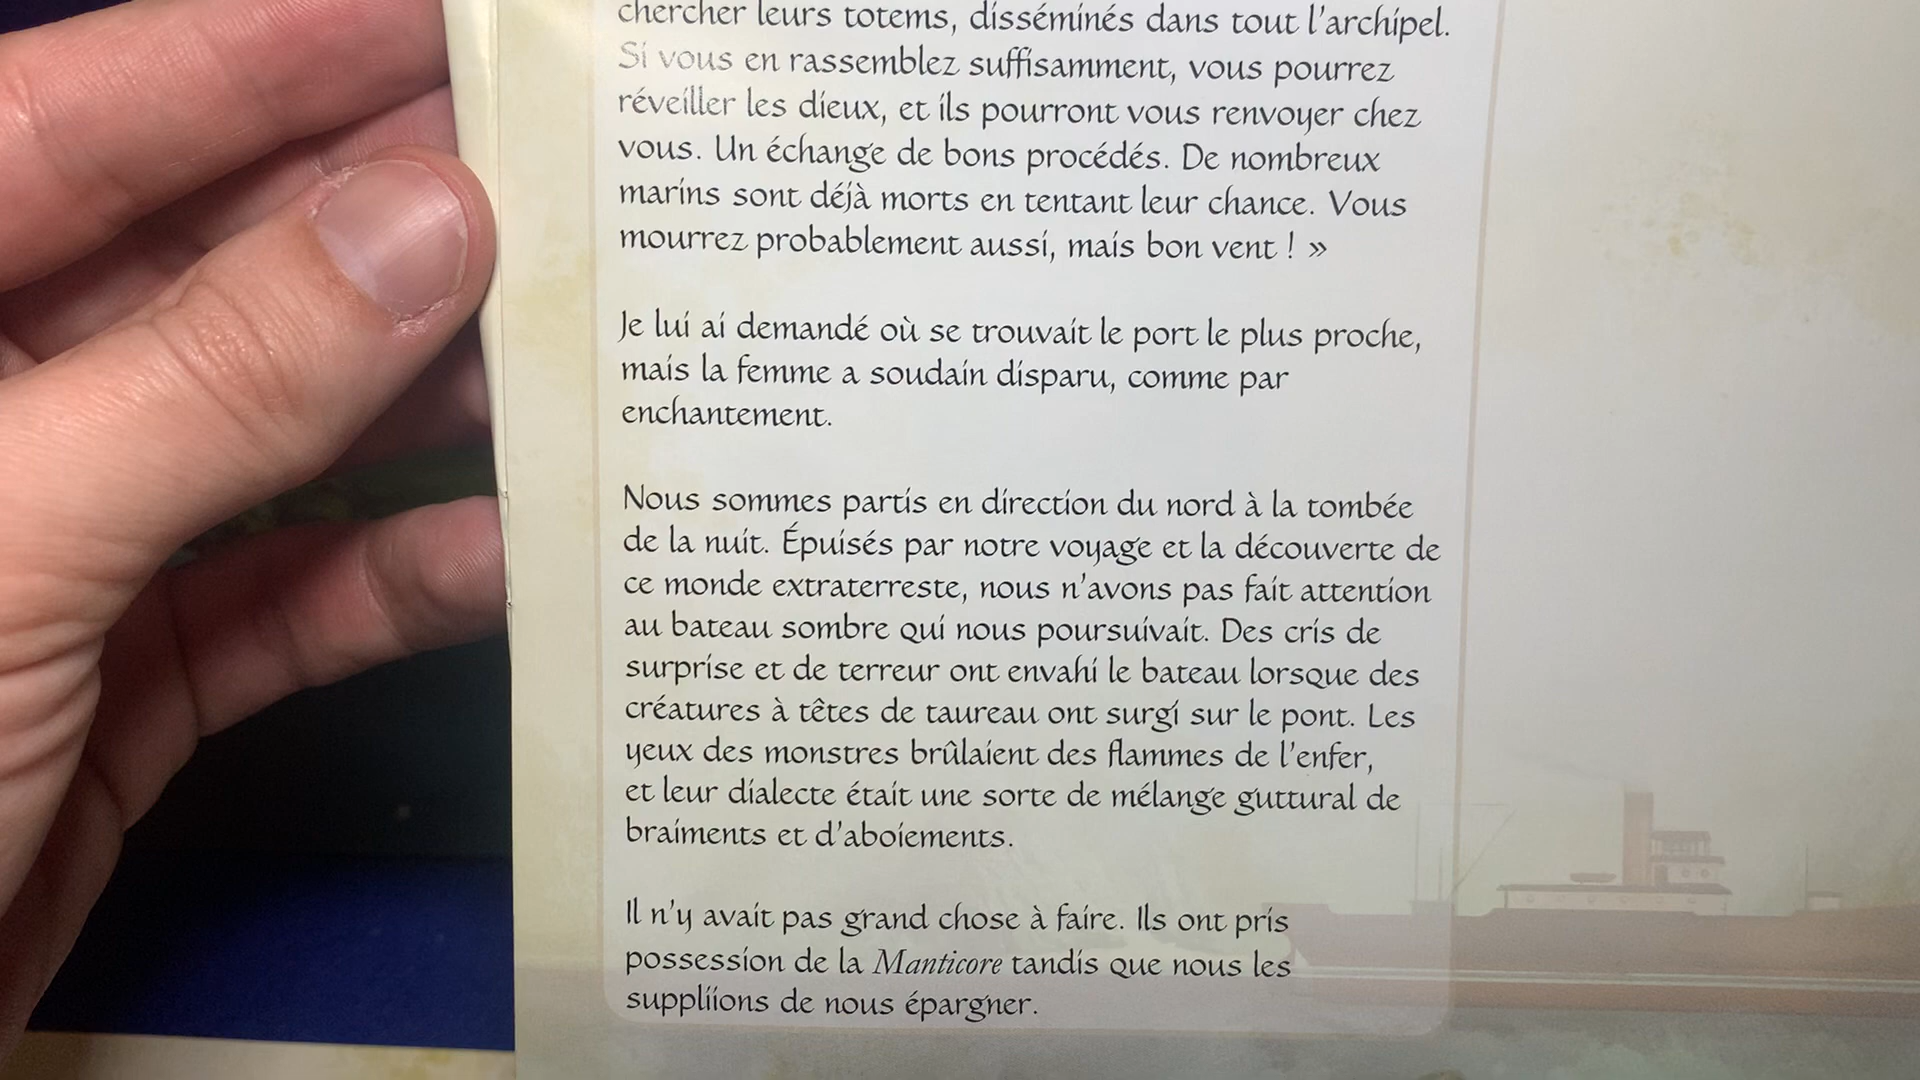 chercher leurs totems, disséminés dans tout l'archipel.
Si vous en rassemblez suffisamment, vous pourrez
réveiller les dieux, et ils pourront vous renvoyer chez
vous. Un échange de bons procédés. De nombreux
marins sont déjà morts en tentant leur chance. Vous
mourrez probablement aussi, mais bon vent ! »
Je lui ai demandé où se trouvait le port le plus proche,
mais la femme a soudain disparu, comme par
enchantement.
Nous sommes partis en direction du nord à la tombée
de la nuit. Épuisés par notre voyage et la découverte de
ce monde extraterreste, nous n'avons pas fait attention
au bateau sombre qui nous poursuivait. Des cris de
surprise et de terreur ont envahi le bateau lorsque des
créatures à têtes de taureau ont surgi sur le pont. Les
yeux des monstres brûlaient des flammes de l'enfer,
et leur dialecte était une sorte de mélange guttural de
braiments et d'aboiements.
Il n'y avait pas grand chose à faire. Ils ont pris
possession de la Manticore tandis que nous les
suppliions de nous épargner.